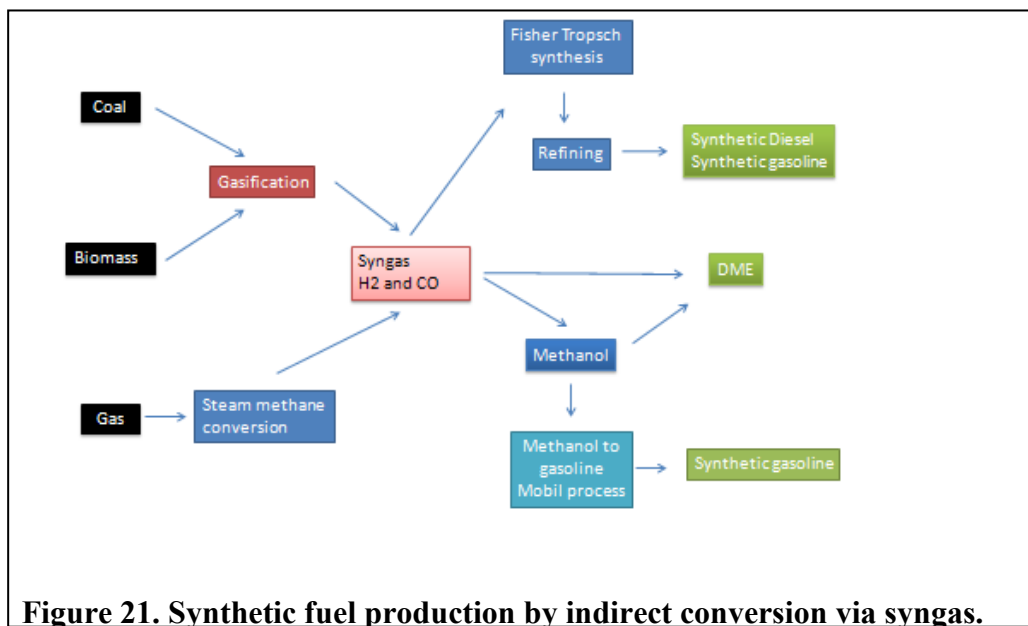 Fisher Tropsch
synthesis
Coal
Refining
Synthetic Diesel
Synthetic gasoline
Gasification
Biomass
Syngas
H2 and CO
DME
Methanol
Gas
Steam methane
conversion
Methanol to
gasoline
Mobil process
Synthetic gasoline
Figure 21. Synthetic fuel production by indirect conversion via syngas.